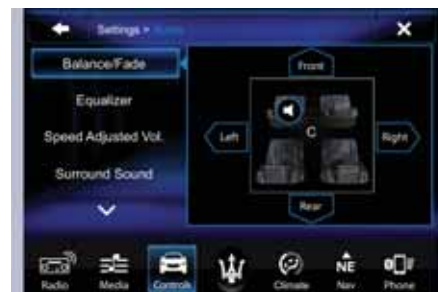 Settings >
Balance/Fade
Equalizer
Speed Adjusted Vol.
Surround Sound
Front
Left
C
Right
Rear
Radio
Media
Controls
Climate
NE
Nav
Phone